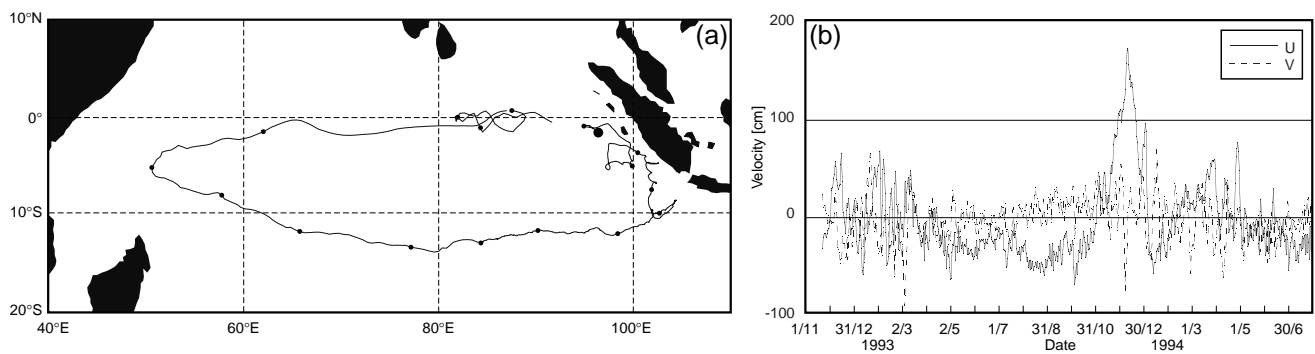 10°N
0°
10°S
20°S
40°E
60°E
80°E
100°E
(a)
(b)
200
100
0
-100
Velocity [cm]
U
V
1/11
31/12
2/3
2/5
1/7
31/8
31/10
30/12
1/3
1/5
30/6
1993
Date
1994